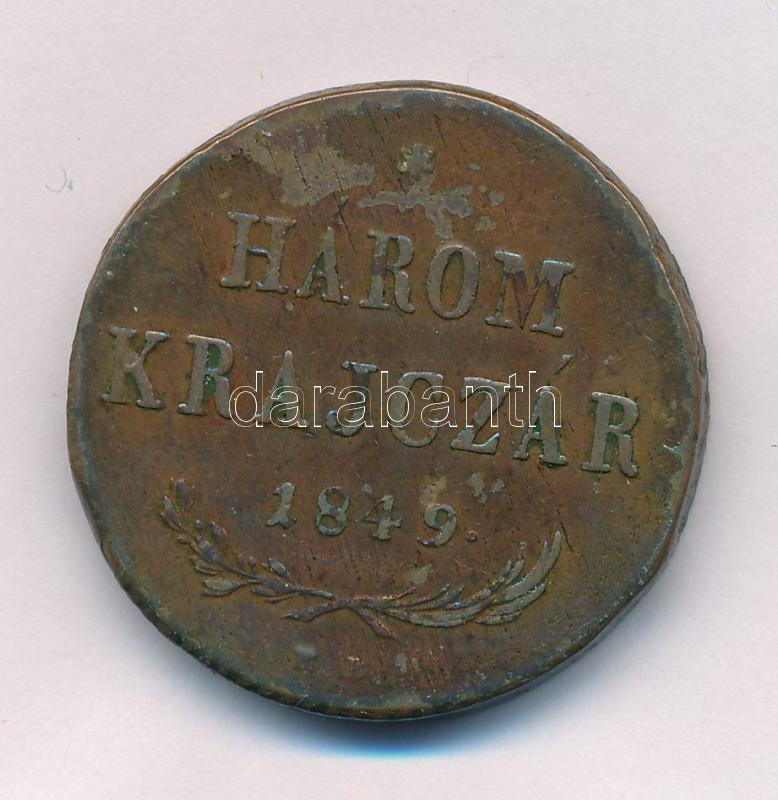 HÁROM
KRAJCZÁR
darabanth
1849.